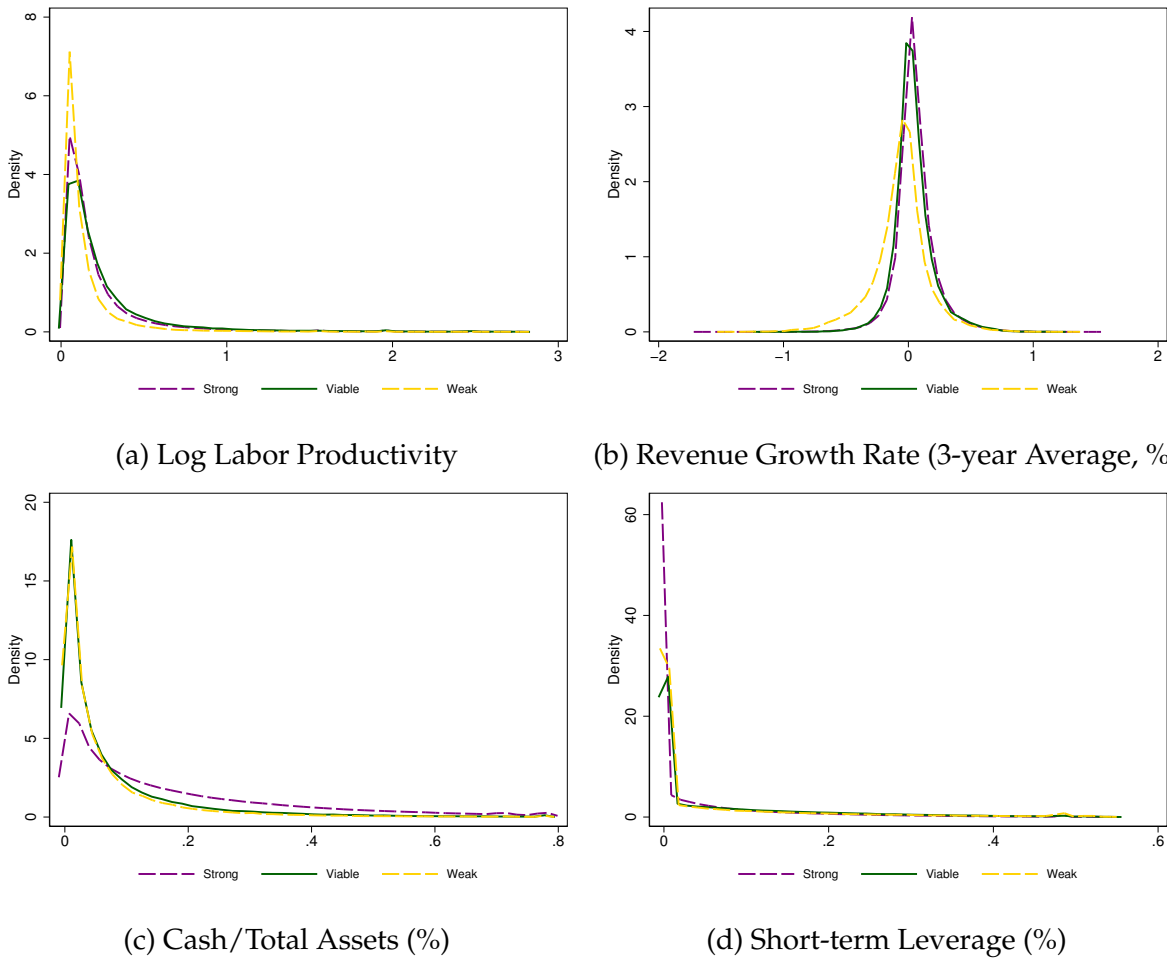 8
6
4
2
0
Density
0 1 2 3
Strong Viable Weak
(a) Log Labor Productivity
4
3
2
1
0
Density
−2 −1 0 1 2
Strong Viable Weak
(b) Revenue Growth Rate (3-year Average, %
20
15
10
5
0
Density
0 .2 .4 .6 .8
Strong Viable Weak
(c) Cash/Total Assets (%)
60
40
20
0
Density
0 .2 .4 .6
Strong Viable Weak
(d) Short-term Leverage (%)